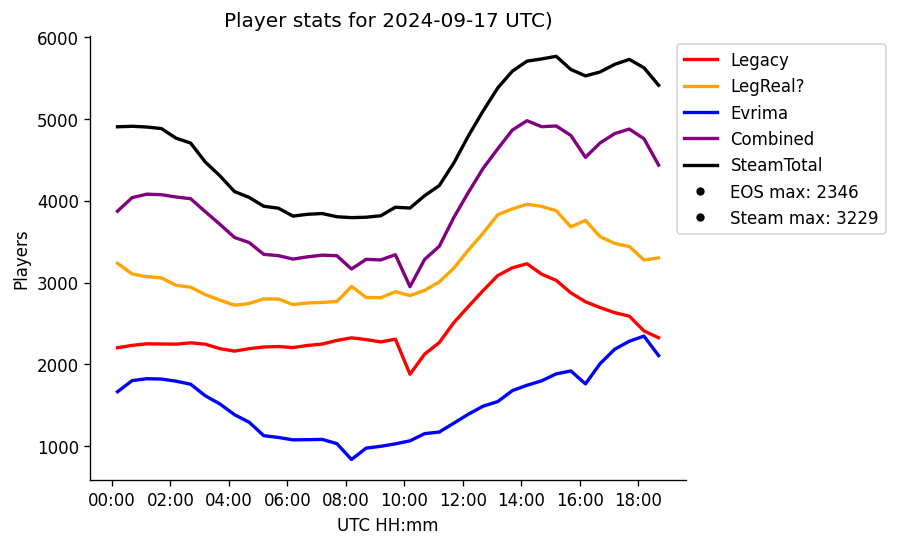 Player stats for 2024-09-17 UTC)
6000
5000
4000
3000
2000
1000
Players
00:00 02:00 04:00 06:00 08:00 10:00 12:00 14:00 16:00 18:00
UTC HH:mm
Legacy
LegReal?
Evrima
Combined
SteamTotal
EOS max: 2346
Steam max: 3229